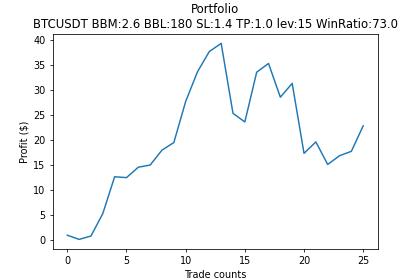 Portfolio
BTCUSDT BBM:2.6 BBL:180 SL:1.4 TP:1.0 lev:15 WinRatio:73.0
40
35
30
25
20
15
10
5
0
Profit ($)
0 5 10 15 20 25
Trade counts